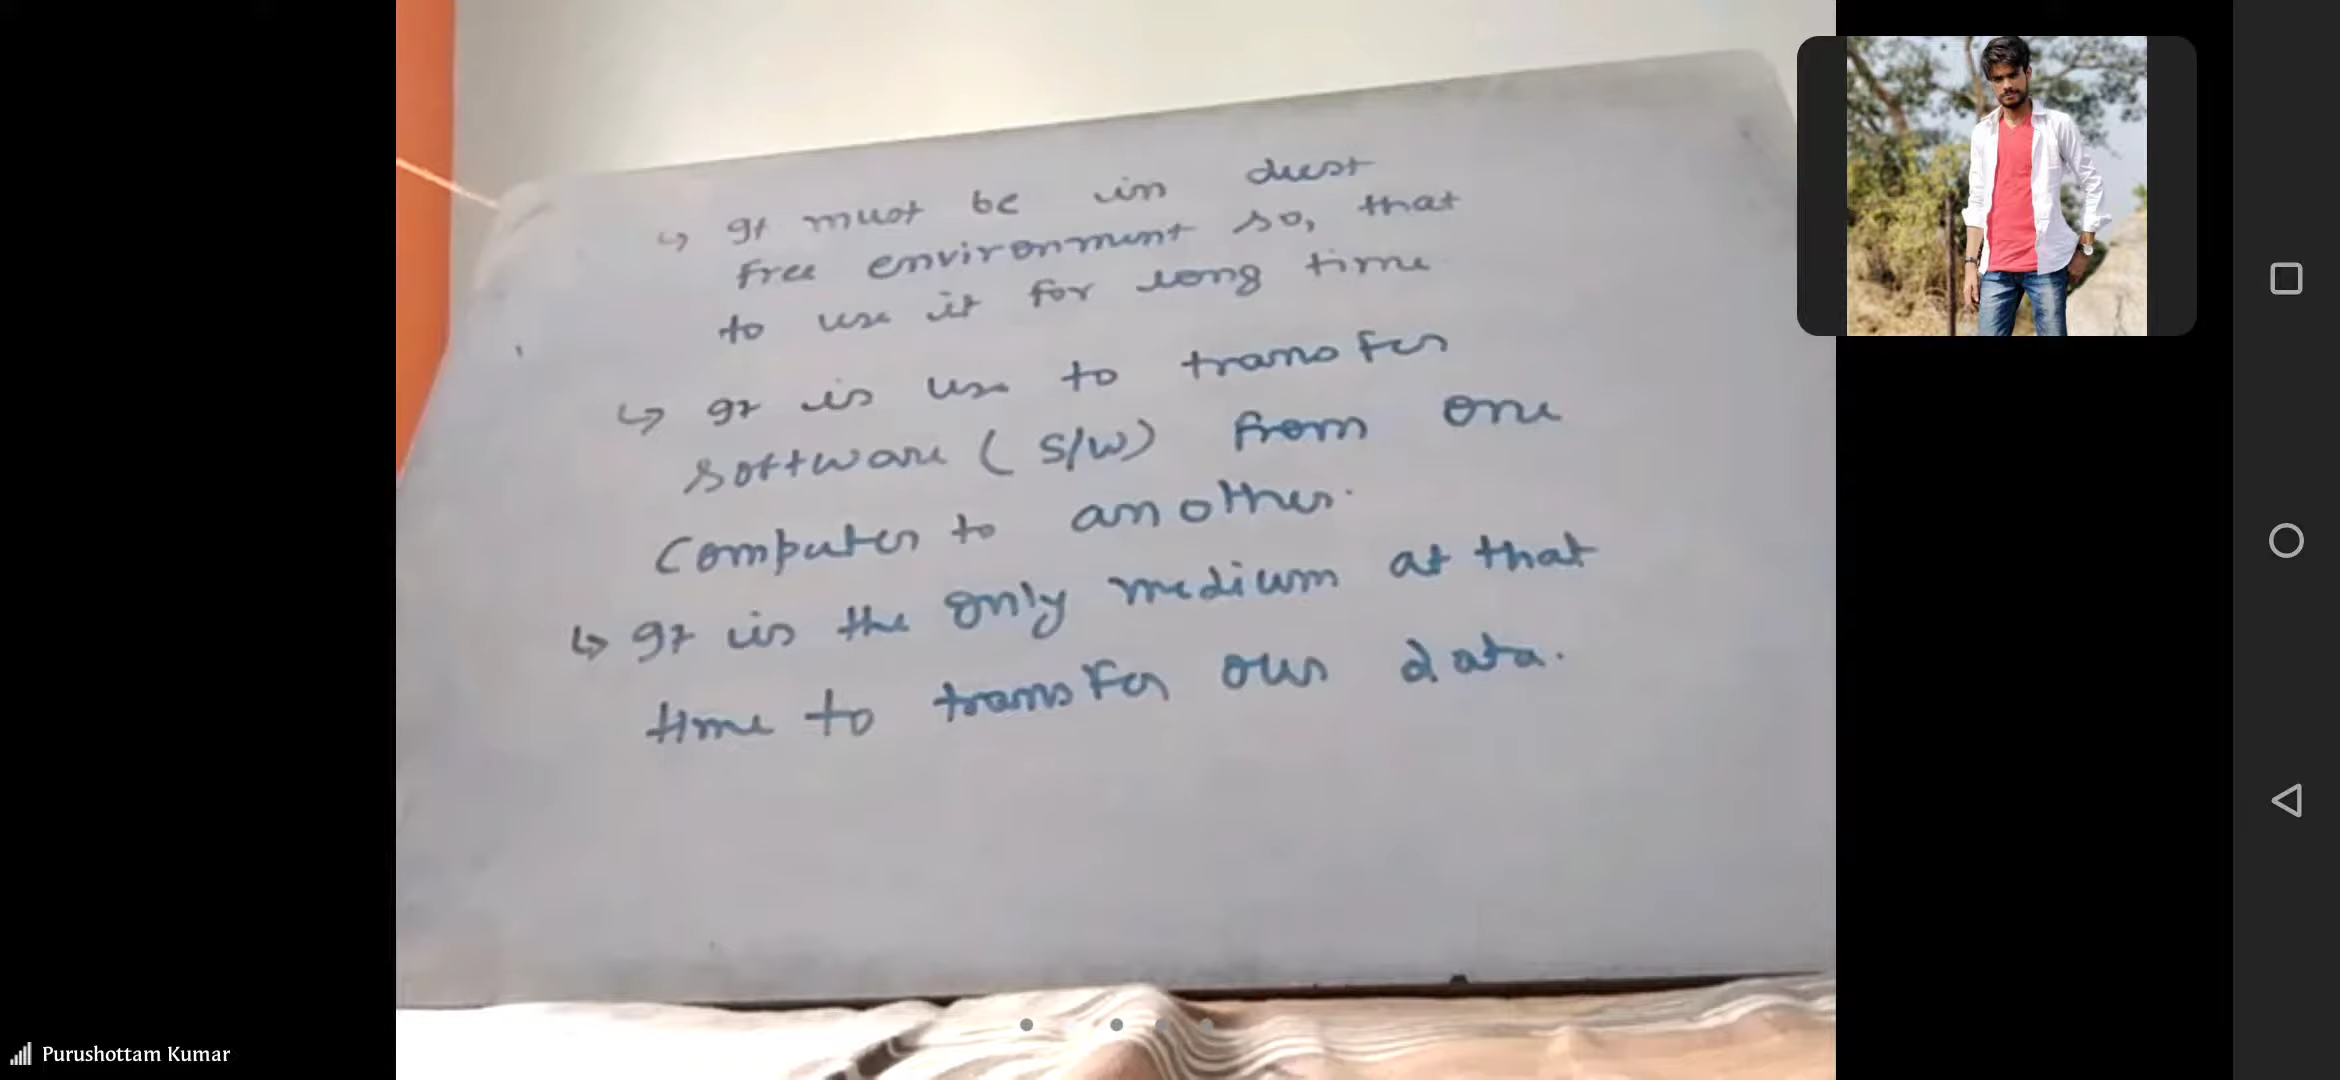 ↳ It must be in dust
free environment so, that
to use it for long time
↳ It is use to transfer
software (S/W) from one
Computer to another.
↳ It is the only medium at that
time to transfer our data.
Purushottam Kumar